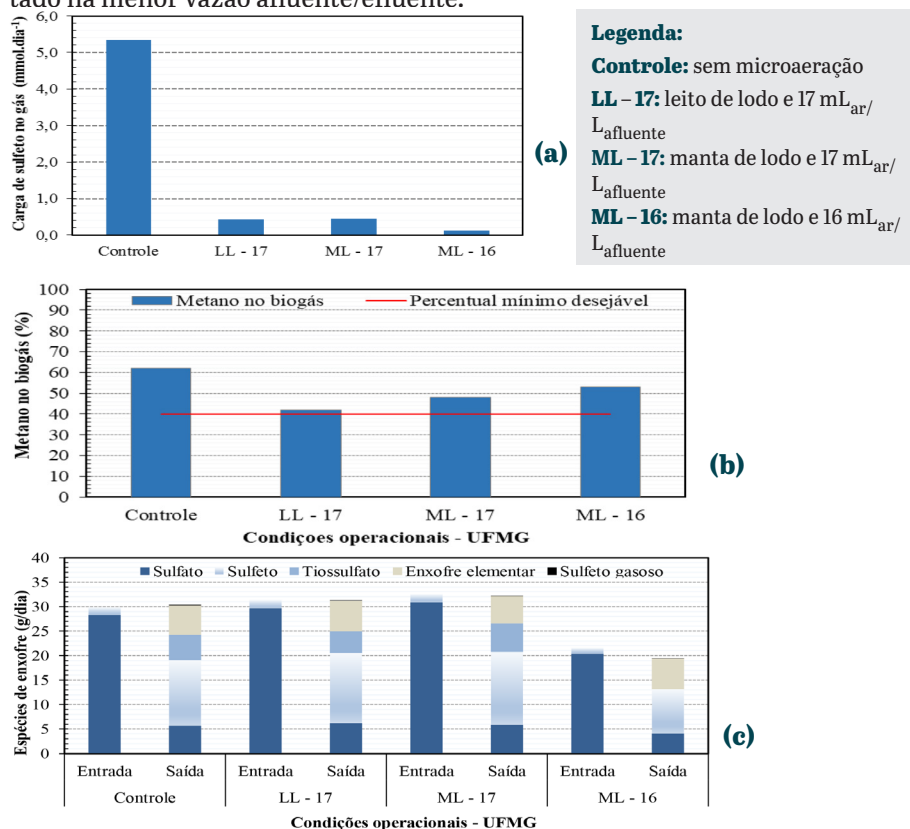 tado na menor vazão afluente/efluente.
Carga de sulfeto no gás (mmol.dia⁻¹)
6,0
5,0
4,0
3,0
2,0
1,0
0,0
Controle LL - 17 ML - 17 ML - 16
(a)
Legenda:
Controle: sem microaeração
LL – 17: leito de lodo e 17 mLar/
Lafluente
ML – 17: manta de lodo e 17 mLar/
Lafluente
ML – 16: manta de lodo e 16 mLar/
Lafluente
Metano no biogás (%)
100
90
80
70
60
50
40
30
20
10
0
Metano no biogás Percentual mínimo desejável
Controle LL - 17 ML - 17 ML - 16
Condiçoes operacionais - UFMG
(b)
Espécies de enxofre (g/dia)
40
35
30
25
20
15
10
5
0
Sulfato Sulfeto Tiossulfato Enxofre elementar Sulfeto gasoso
Entrada Saída Entrada Saída Entrada Saída Entrada Saída
Controle LL - 17 ML - 17 ML - 16
Condições operacionais - UFMG
(c)